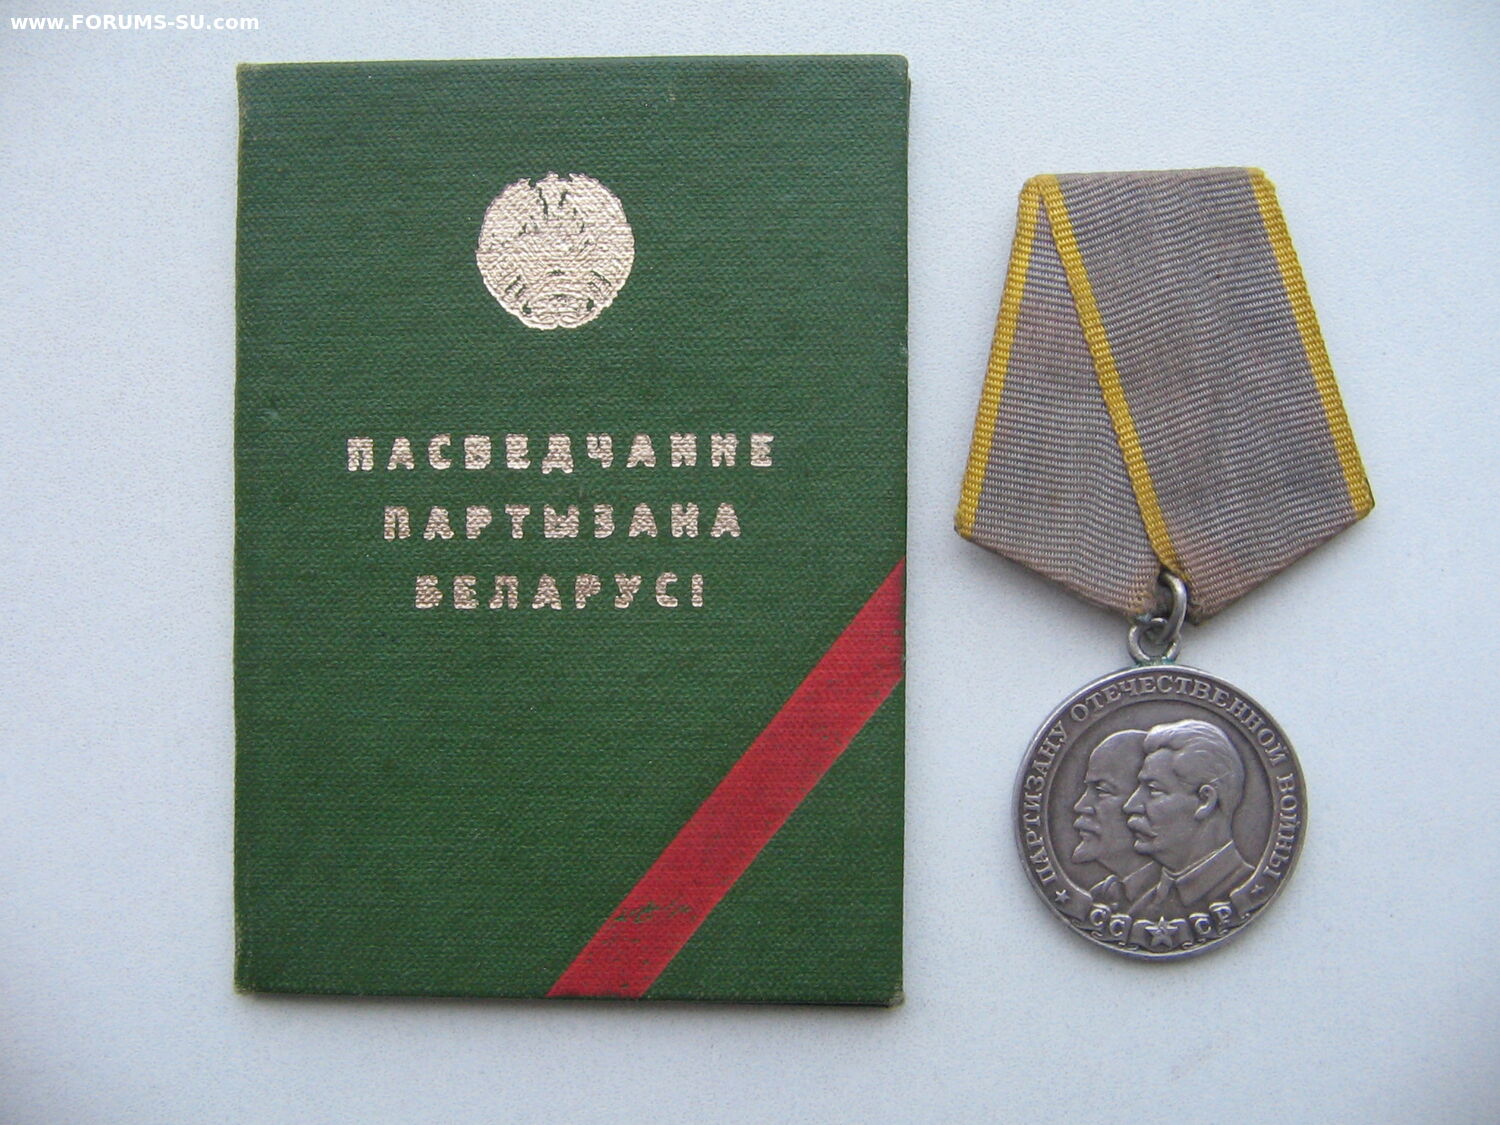 www.FORUMS-SU.com
ПАСВЕДЧАННЕ
ПАРТЫЗАНА
БЕЛАРУСІ
ПАРТИЗАНУ ОТЕЧЕСТВЕННОЙ ВОЙНЫ
СССР